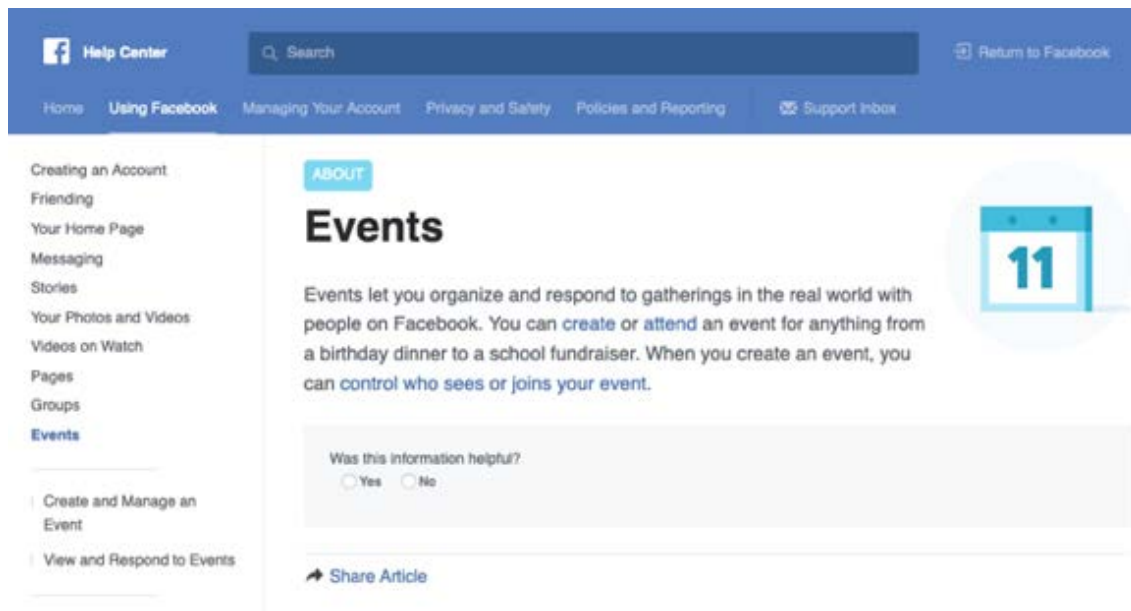 Help Center
Search
Return to Facebook
Home Using Facebook Managing Your Account Privacy and Safety Policies and Reporting Support Inbox
Creating an Account
Friending
Your Home Page
Messaging
Stories
Your Photos and Videos
Videos on Watch
Pages
Groups
Events
Create and Manage an
Event
View and Respond to Events
ABOUT
Events
11
Events let you organize and respond to gatherings in the real world with
people on Facebook. You can create or attend an event for anything from
a birthday dinner to a school fundraiser. When you create an event, you
can control who sees or joins your event.
Was this information helpful?
Yes No
Share Article